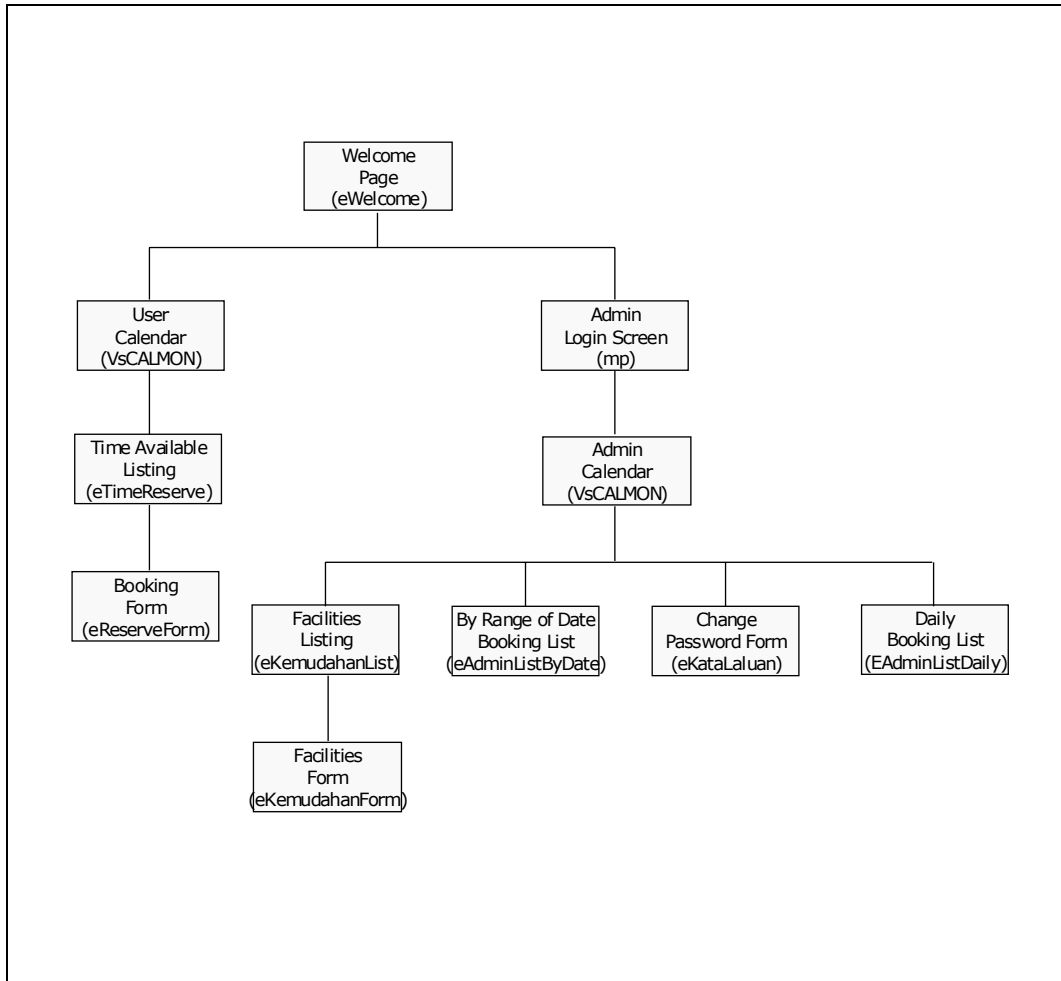 Welcome
Page
(eWelcome)
User
Calendar
(VsCALMON)
Admin
Login Screen
(mp)
Time Available
Listing
(eTimeReserve)
Admin
Calendar
(VsCALMON)
Booking
Form
(eReserveForm)
Facilities
Listing
(eKemudahanList)
By Range of Date
Booking List
(eAdminListByDate)
Change
Password Form
(eKataLaluan)
Daily
Booking List
(EAdminListDaily)
Facilities
Form
(eKemudahanForm)